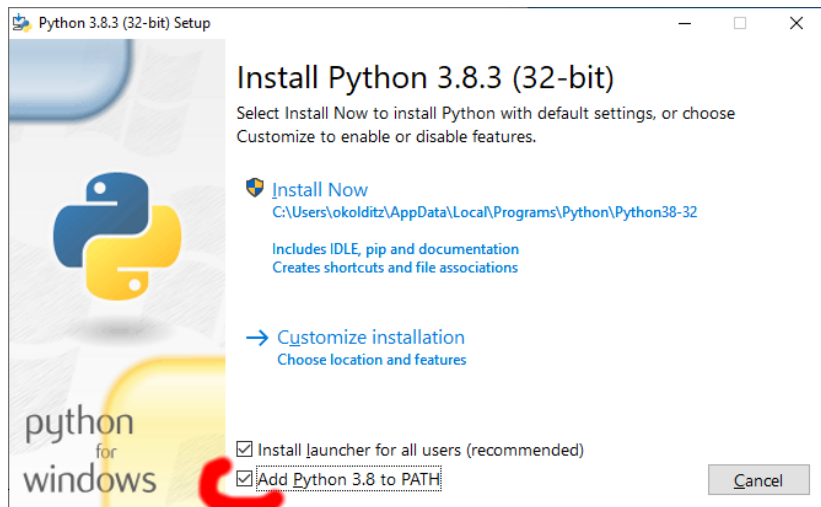 Python 3.8.3 (32-bit) Setup
Install Python 3.8.3 (32-bit)
Select Install Now to install Python with default settings, or choose
Customize to enable or disable features.
Install Now
C:\Users\okolditz\AppData\Local\Programs\Python\Python38-32
Includes IDLE, pip and documentation
Creates shortcuts and file associations
Customize installation
Choose location and features
python
for
windows
Install launcher for all users (recommended)
Add Python 3.8 to PATH
Cancel